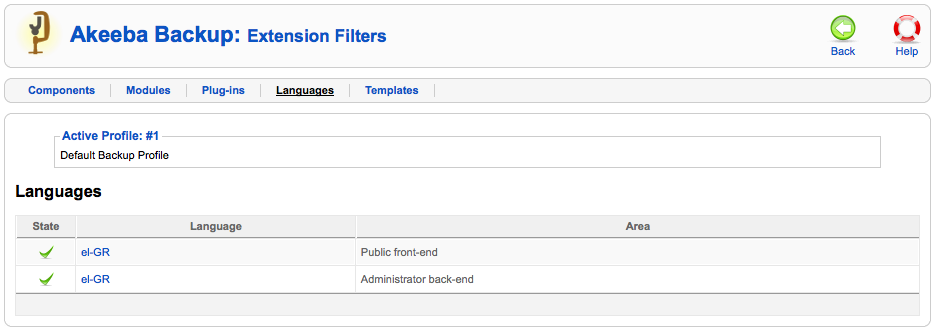 Akeeba Backup: Extension Filters
Back
Help
Components Modules Plug-ins Languages Templates
Active Profile: #1
Default Backup Profile
Languages
State Language Area
el-GR Public front-end
el-GR Administrator back-end